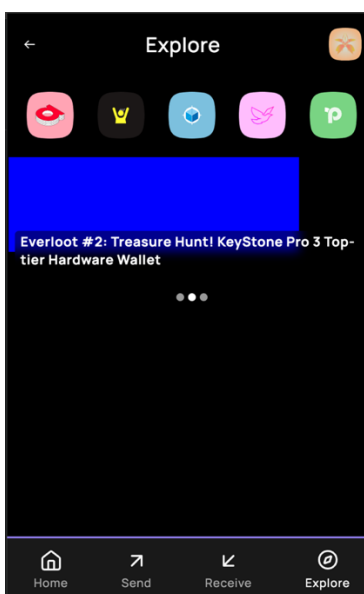 Explore
Everloot #2: Treasure Hunt! KeyStone Pro 3 Top-
tier Hardware Wallet
Home
Send
Receive
Explore